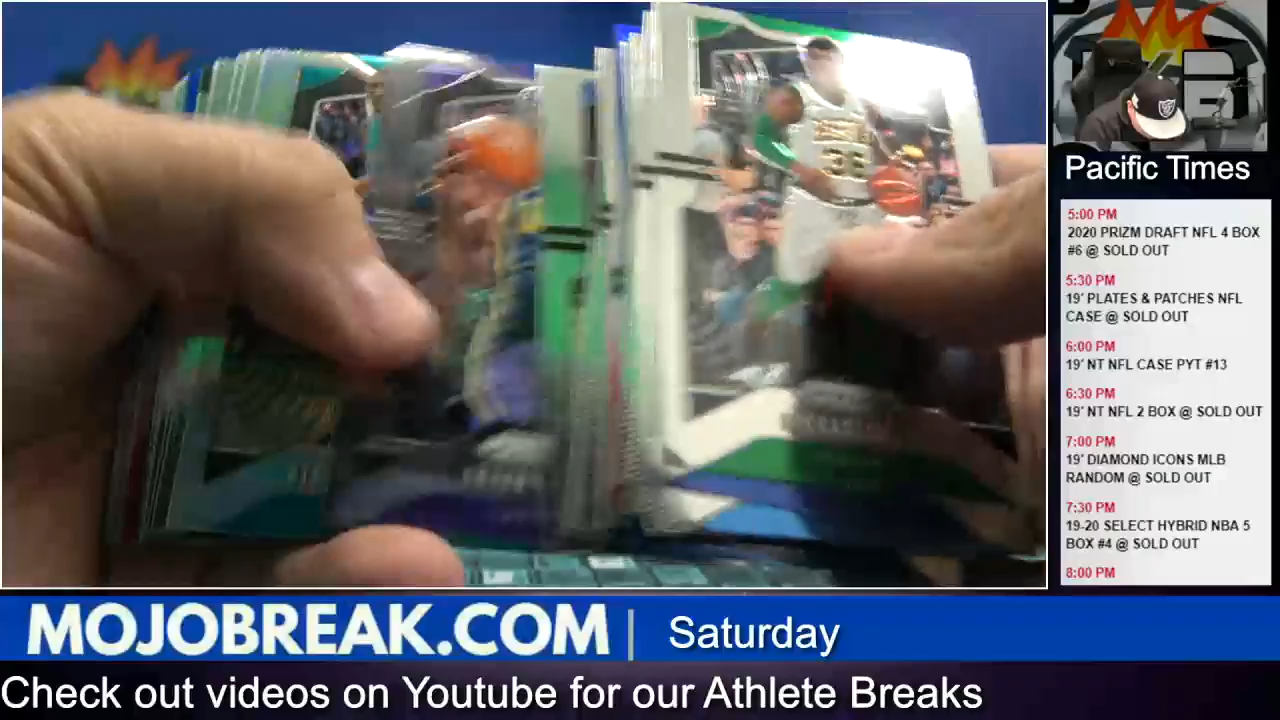 36
Pacific Times
5:00 PM
2020 PRIZM DRAFT NFL 4 BOX
#6 @ SOLD OUT
5:30 PM
19' PLATES & PATCHES NFL
CASE @ SOLD OUT
6:00 PM
19' NT NFL CASE PYT #13
6:30 PM
19' NT NFL 2 BOX @ SOLD OUT
7:00 PM
19' DIAMOND ICONS MLB
RANDOM @ SOLD OUT
7:30 PM
19-20 SELECT HYBRID NBA 5
BOX #4 @ SOLD OUT
8:00 PM
MOJOBREAK.COM | Saturday
Check out videos on Youtube for our Athlete Breaks